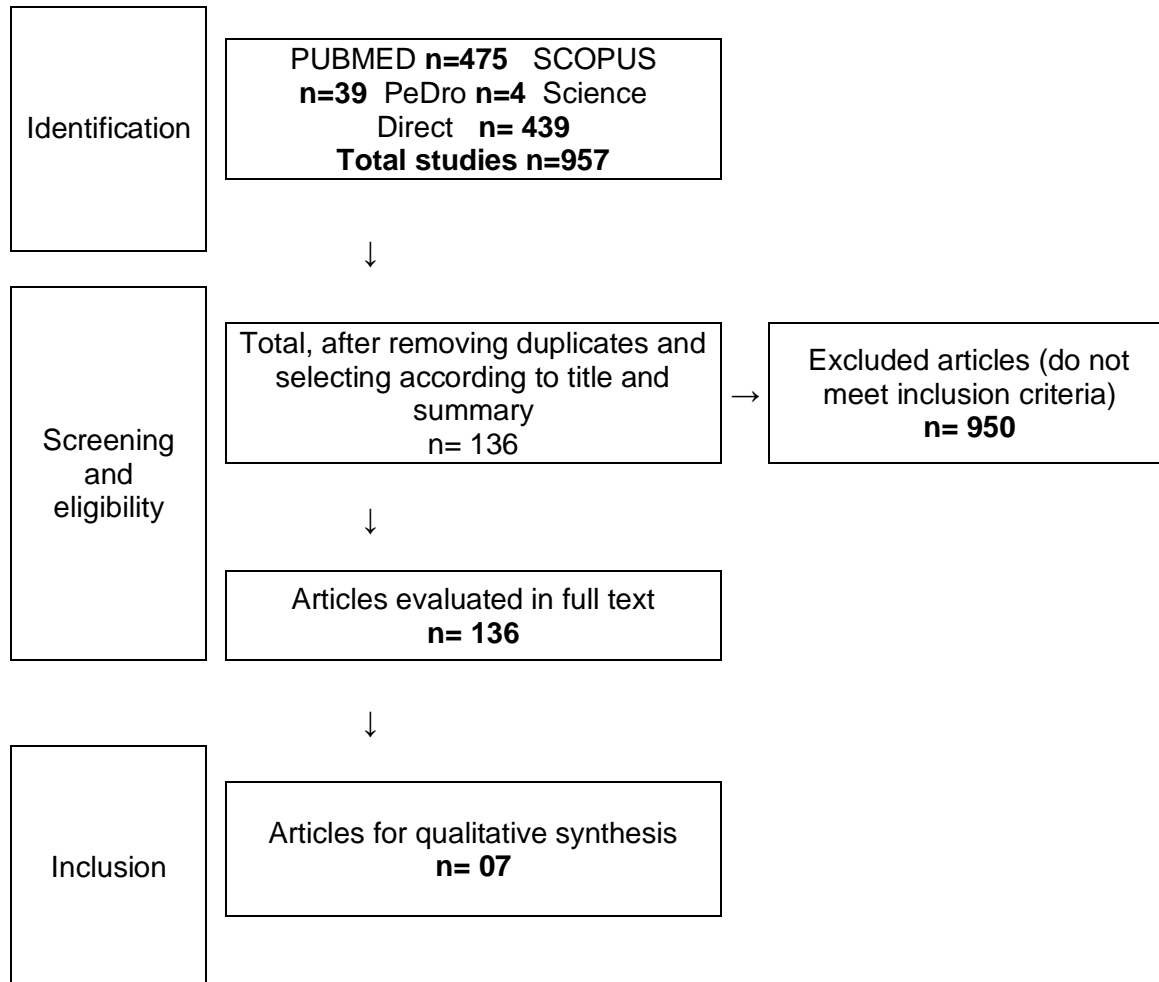 Identification
PUBMED n=475 SCOPUS
n=39 PeDro n=4 Science
Direct n= 439
Total studies n=957
↓
Screening
and
eligibility
Total, after removing duplicates and
selecting according to title and
summary
n= 136
→
Excluded articles (do not
meet inclusion criteria)
n= 950
↓
Articles evaluated in full text
n= 136
↓
Inclusion
Articles for qualitative synthesis
n= 07